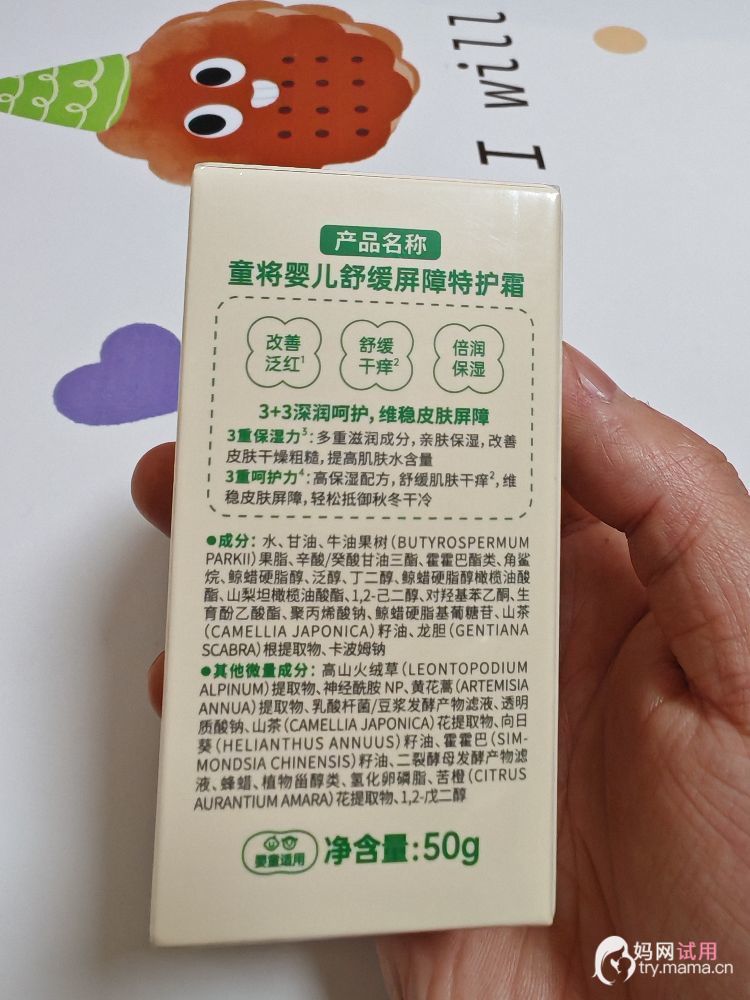 I will
产品名称
童将婴儿舒缓屏障特护霜
改善
泛红¹
舒缓
干痒²
倍润
保湿
3+3深润呵护,维稳皮肤屏障
3重保湿力³:多重滋润成分,亲肤保湿,改善
皮肤干燥粗糙,提高肌肤水含量
3重呵护力⁴:高保湿配方,舒缓肌肤干痒²,维
稳皮肤屏障,轻松抵御秋冬干冷
●成分:水、甘油、牛油果树(BUTYROSPERMUM
PARKII)果脂、辛酸/癸酸甘油三酯、霍霍巴酯类、角鲨
烷、鲸蜡硬脂醇、泛醇、丁二醇、鲸蜡硬脂醇橄榄油酸
酯、山梨坦橄榄油酸酯、1,2-己二醇、对羟基苯乙酮、生
育酚乙酸酯、聚丙烯酸钠、鲸蜡硬脂基葡糖苷、山茶
(CAMELLIA JAPONICA)籽油、龙胆(GENTIANA
SCABRA)根提取物、卡波姆钠
●其他微量成分:高山火绒草(LEONTOPODIUM
ALPINUM)提取物、神经酰胺 NP、黄花蒿(ARTEMISIA
ANNUA)提取物、乳酸杆菌/豆浆发酵产物滤液、透明
质酸钠、山茶(CAMELLIA JAPONICA)花提取物、向日
葵(HELIANTHUS ANNUUS)籽油、霍霍巴(SIM-
MONDSIA CHINENSIS)籽油、二裂酵母发酵产物滤
液、蜂蜡、植物甾醇类、氢化卵磷脂、苦橙(CITRUS
AURANTIUM AMARA)花提取物、1,2-戊二醇
婴童适用
净含量:50g
妈网试用
try.mama.cn